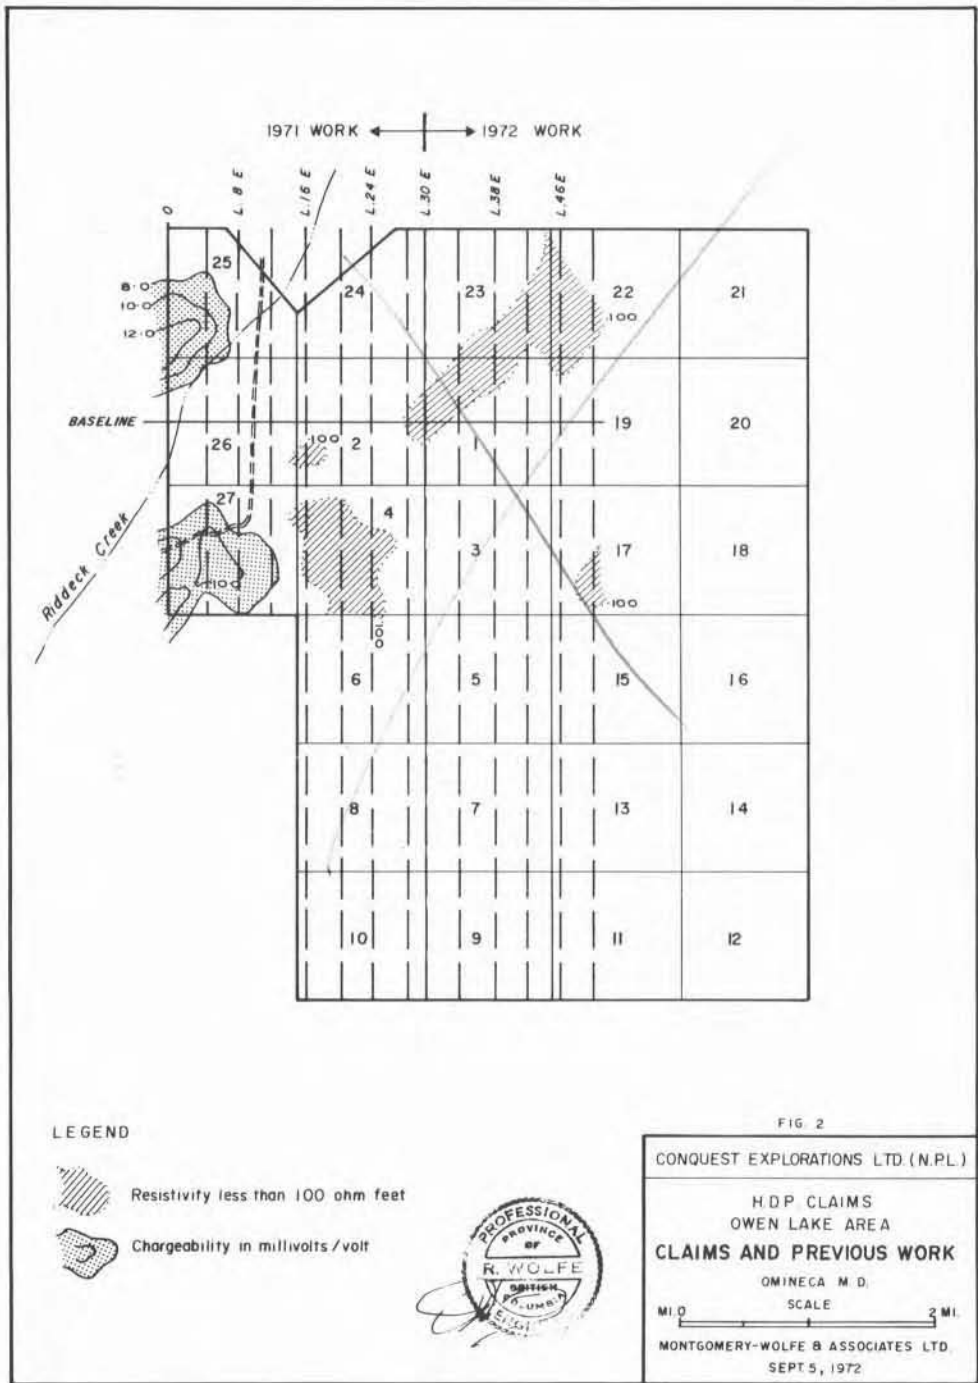 1971 WORK 1972 WORK
0 L.8 E L.16 E L.24 E L.30 E L.38 E L.46 E
25 24 23 22 21
8·0
10·0
12·0
100
BASELINE
26 2 1 19 20
100
27 4 3 17 18
100
100
100
Riddeck Creek
6 5 15 16
8 7 13 14
10 9 11 12
LEGEND
Resistivity less than 100 ohm feet
Chargeability in millivolts/volt
PROFESSIONAL
PROVINCE
OF
R. WOLFE
BRITISH
COLUMBIA
FIG. 2
CONQUEST EXPLORATIONS LTD. (N.P.L.)
H.D.P. CLAIMS
OWEN LAKE AREA
CLAIMS AND PREVIOUS WORK
OMINECA M.D.
SCALE
MI. 0 2 MI.
MONTGOMERY-WOLFE & ASSOCIATES LTD.
SEPT. 5, 1972